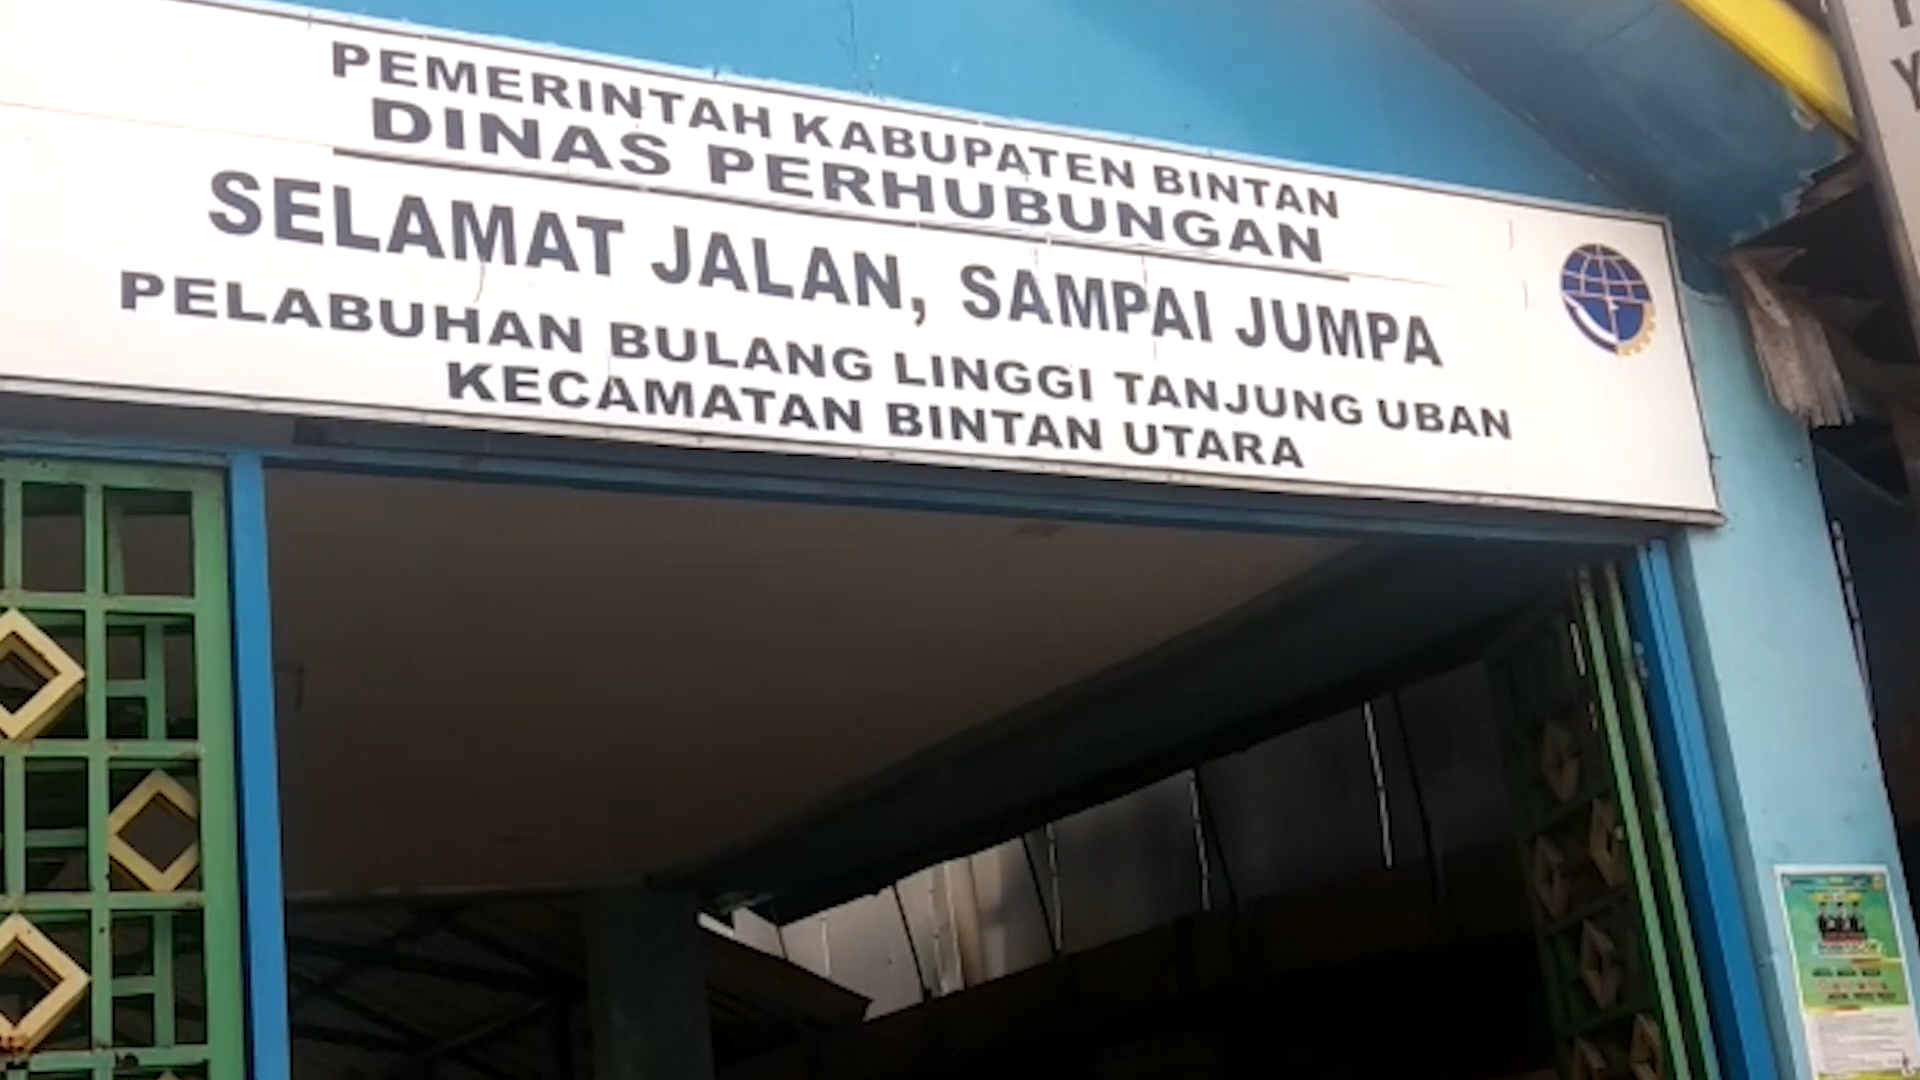 PEMERINTAH KABUPATEN BINTAN
DINAS PERHUBUNGAN
SELAMAT JALAN, SAMPAI JUMPA
PELABUHAN BULANG LINGGI TANJUNG UBAN
KECAMATAN BINTAN UTARA